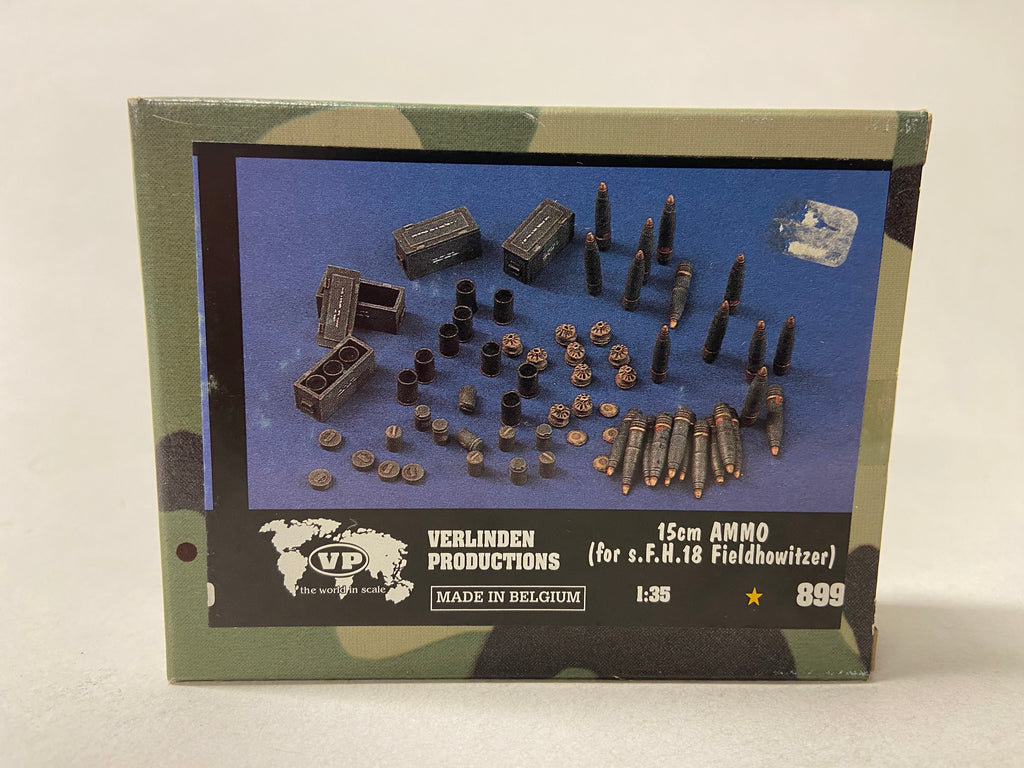 VP
the world in scale
VERLINDEN
PRODUCTIONS
MADE IN BELGIUM
15cm AMMO
(for s.F.H.18 Fieldhowitzer)
1:35
899